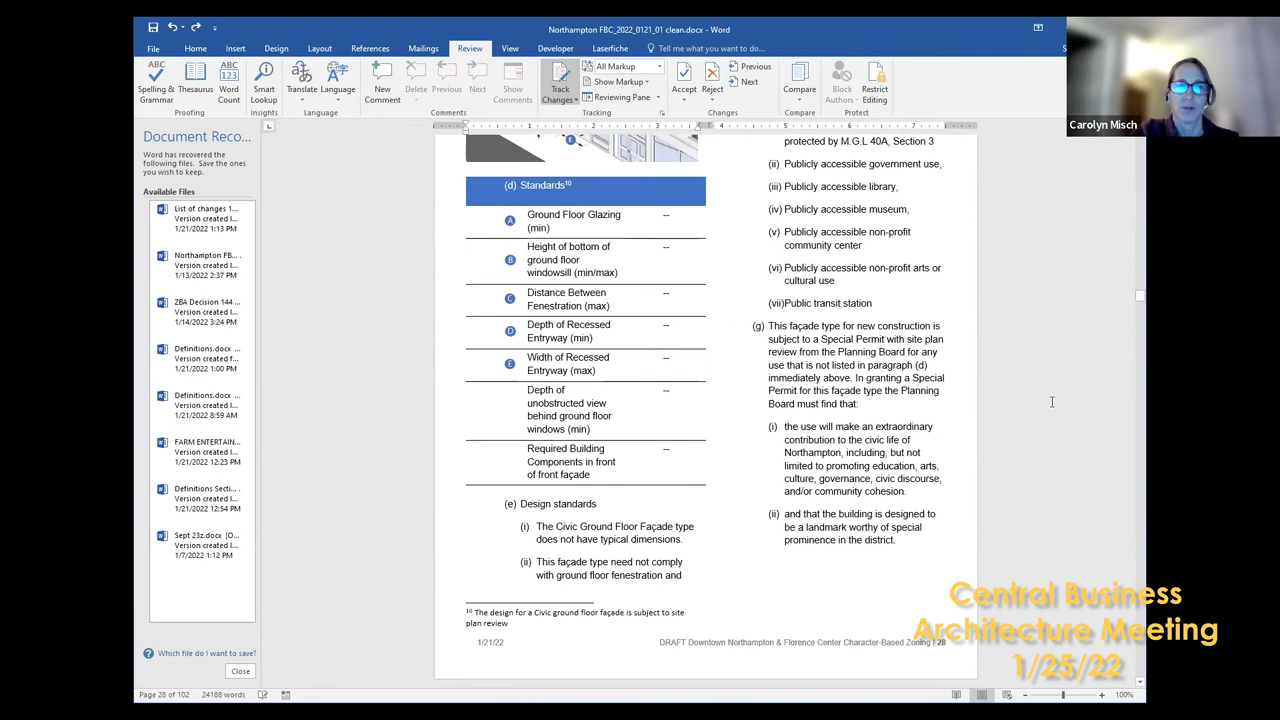 Northampton FBC_2022_0121_01 clean.docx - Word
File Home Insert Design Layout References Mailings Review View Developer Laserfiche Tell me what you want to do...
ABC
Spelling &
Grammar
Thesaurus
ABC
123
Word
Count
Proofing
Smart
Lookup
Insights
Translate
Language
Language
New
Comment
Delete
Previous
Next
Show
Comments
Comments
Track
Changes
All Markup
Show Markup
Reviewing Pane
Tracking
Accept
Reject
Previous
Next
Changes
Compare
Compare
Block
Authors
Restrict
Editing
Protect
Carolyn Misch
Document Reco...
Word has recovered the
following files. Save the ones
you wish to keep.
Available Files
List of changes 1...
Version created l...
1/21/2022 1:13 PM
Northampton FB...
Version created l...
1/13/2022 2:37 PM
ZBA Decision 144 ...
Version created l...
1/14/2022 3:24 PM
Definitions.docx ...
Version created f...
1/21/2022 1:00 PM
Definitions.docx ...
Version created l...
1/21/2022 8:59 AM
FARM ENTERTAIN...
Version created l...
1/21/2022 12:23 PM
Definitions Secti...
Version created l...
1/21/2022 12:54 PM
Sept 23z.docx [O...
Version created l...
1/7/2022 1:12 PM
Which file do I want to save?
Close
E
(d) Standards10
A Ground Floor Glazing --
(min)
B Height of bottom of --
ground floor
windowsill (min/max)
C Distance Between --
Fenestration (max)
D Depth of Recessed --
Entryway (min)
E Width of Recessed --
Entryway (max)
Depth of --
unobstructed view
behind ground floor
windows (min)
Required Building --
Components in front
of front façade
(e) Design standards
(i) The Civic Ground Floor Façade type
does not have typical dimensions.
(ii) This façade type need not comply
with ground floor fenestration and
10 The design for a Civic ground floor façade is subject to site
plan review
protected by M.G.L 40A, Section 3
(ii) Publicly accessible government use,
(iii) Publicly accessible library,
(iv) Publicly accessible museum,
(v) Publicly accessible non-profit
community center
(vi) Publicly accessible non-profit arts or
cultural use
(vii)Public transit station
(g) This façade type for new construction is
subject to a Special Permit with site plan
review from the Planning Board for any
use that is not listed in paragraph (d)
immediately above. In granting a Special
Permit for this façade type the Planning
Board must find that:
(i) the use will make an extraordinary
contribution to the civic life of
Northampton, including, but not
limited to promoting education, arts,
culture, governance, civic discourse,
and/or community cohesion.
(ii) and that the building is designed to
be a landmark worthy of special
prominence in the district.
1/21/22 DRAFT Downtown Northampton & Florence Center Character-Based Zoning | 28
Central Business
Architecture Meeting
1/25/22
Page 28 of 102 24188 words
100%